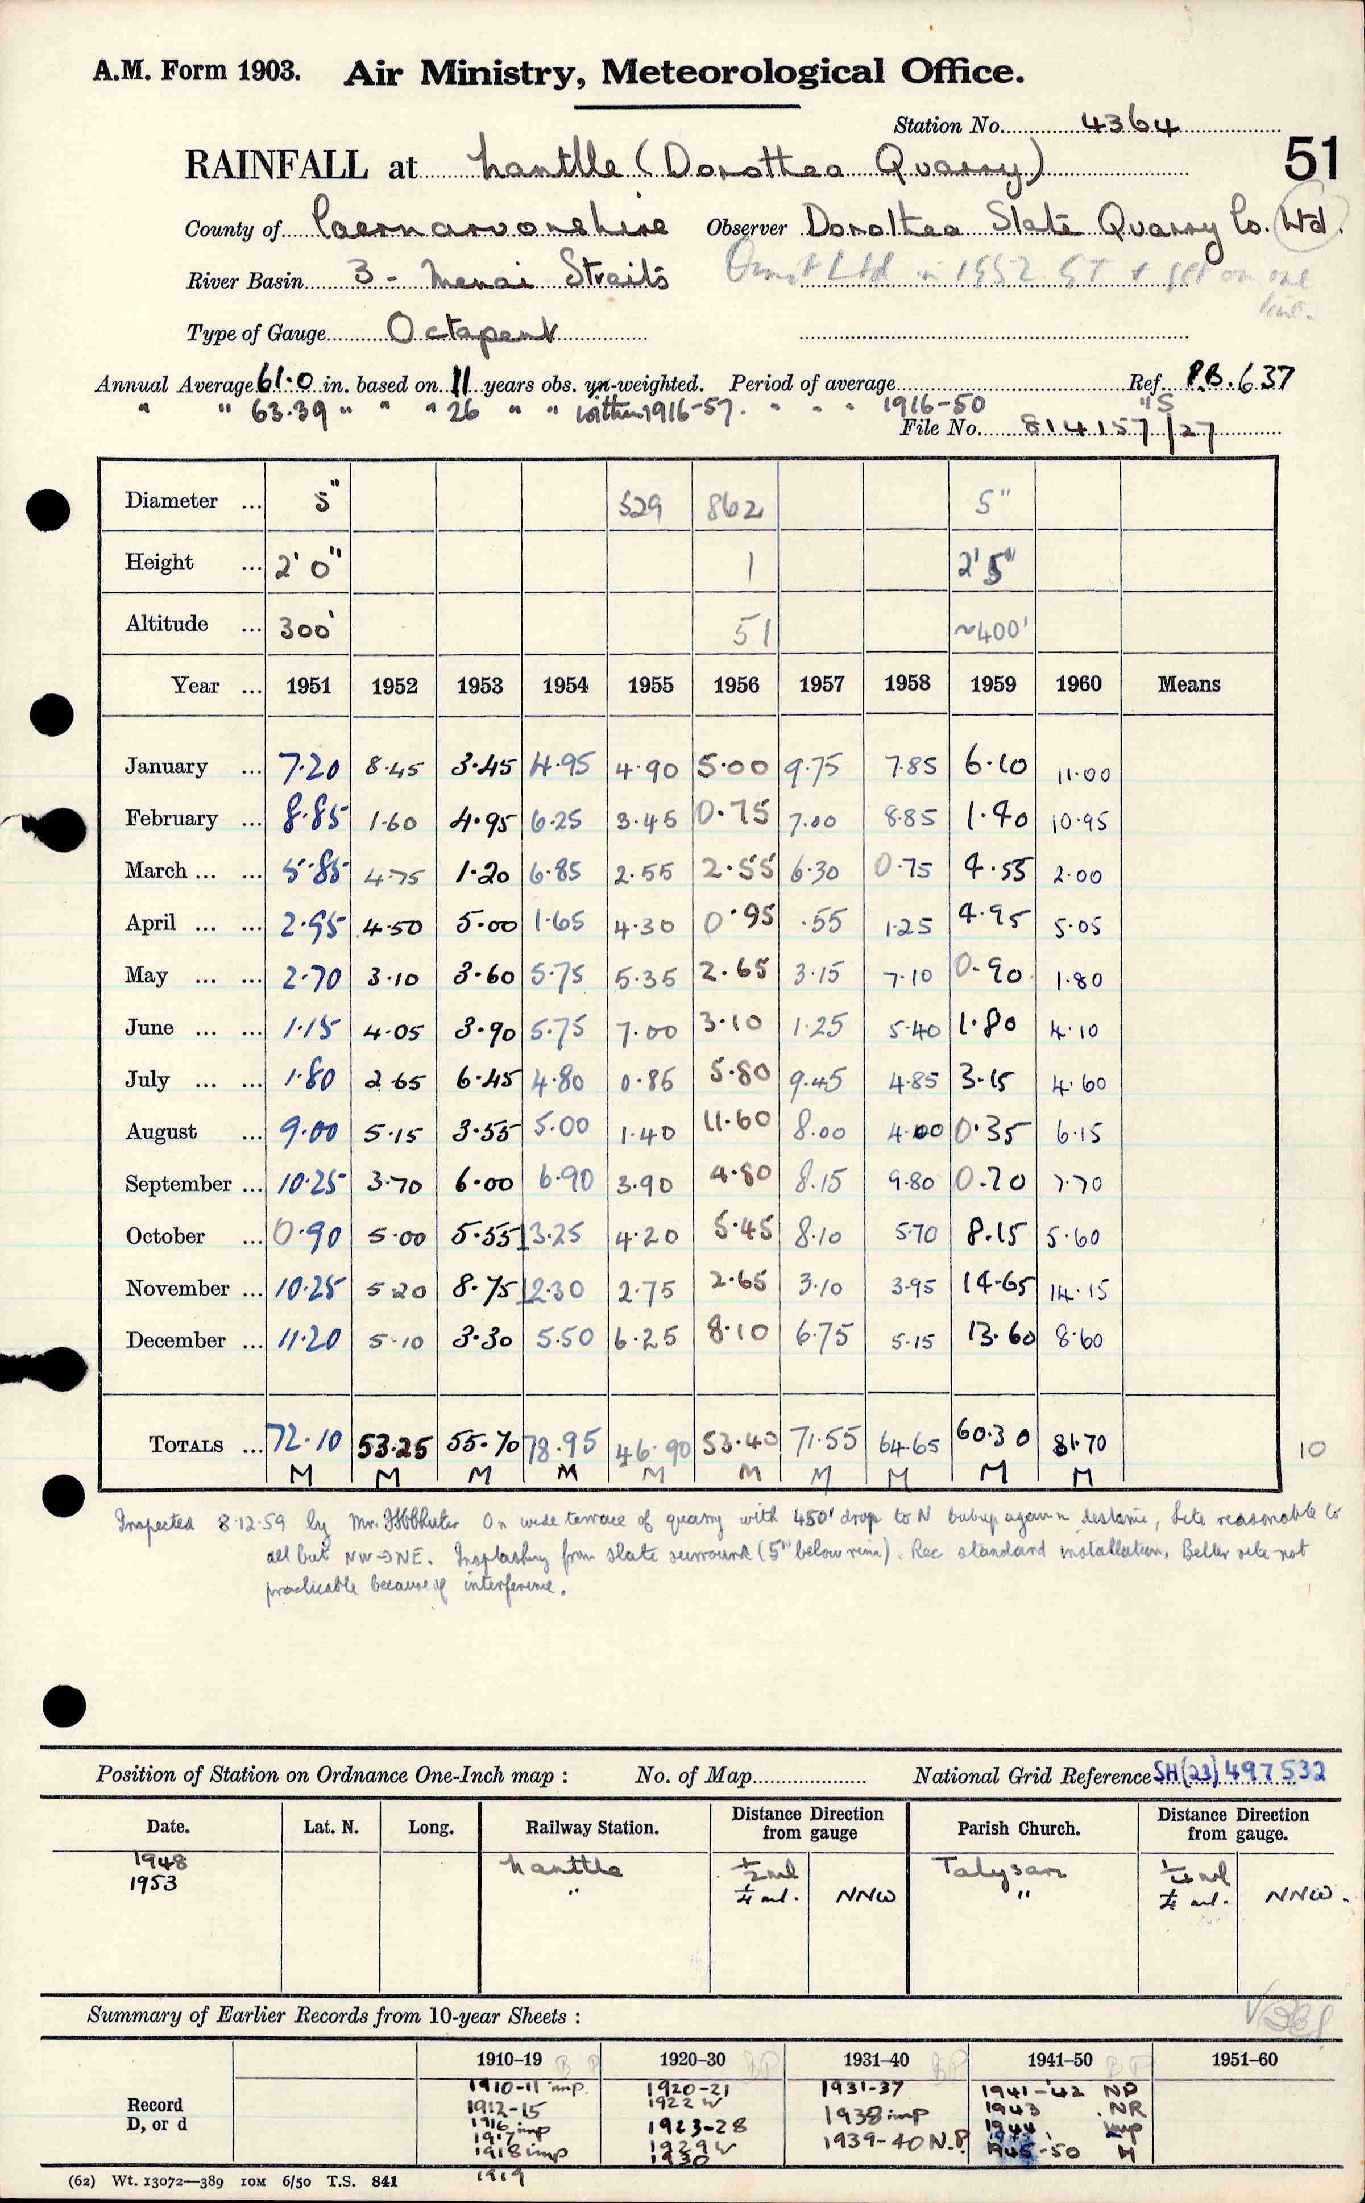 A.M. Form 1903. Air Ministry, Meteorological Office.
Station No. 4364
51
RAINFALL at Nantlle (Dorothea Quarry)
County of Caernarvonshire Observer Dorothea Slate Quarry Co. Ltd.
River Basin 3 - Menai Straits Omit Ltd in 1952 & get on one line.
Type of Gauge Octapent
Annual Average 61.0 in. based on 11 years obs. un-weighted. Period of average Ref. P.B. 637
" " 63.39 " " " 26 " " within 1916-57. " " " 1916-50 "S
File No. 814157/27
Diameter ... 5" 529 862 5"
Height ... 2' 0" 1 2' 5"
Altitude ... 300' 51 ~400'
Year ... 1951 1952 1953 1954 1955 1956 1957 1958 1959 1960 Means
January ... 7.20 8.45 3.45 4.95 4.90 5.00 9.75 7.85 6.10 11.00
February ... 8.85 1.60 4.95 6.25 3.45 0.75 7.00 8.85 1.40 10.95
March ... ... 5.85 4.75 1.20 6.85 2.55 2.55 6.30 0.75 4.55 2.00
April ... ... 2.95 4.50 5.00 1.65 4.30 0.95 .55 1.25 4.95 5.05
May ... ... 2.70 3.10 3.60 5.75 5.35 2.65 3.15 7.10 0.90 1.80
June ... ... 1.15 4.05 3.90 5.75 7.00 3.10 1.25 5.40 1.80 4.10
July ... ... 1.80 2.65 6.45 4.80 0.85 5.80 9.45 4.85 3.15 4.60
August ... 9.00 5.15 3.55 5.00 1.40 11.60 8.00 4.00 0.35 6.15
September ... 10.25 3.70 6.00 6.90 3.90 4.80 8.15 9.80 0.70 7.70
October ... 0.90 5.00 5.55 13.25 4.20 5.45 8.10 5.70 8.15 5.60
November ... 10.25 5.20 8.75 12.30 2.75 2.65 3.10 3.95 14.65 14.15
December ... 11.20 5.10 3.30 5.50 6.25 8.10 6.75 5.15 13.60 8.60
TOTALS ... 72.10 53.25 55.70 78.95 46.90 53.40 71.55 64.65 60.30 81.70 10
M M M M M M M M M M
Inspected 8.12.59 by Mr. On wide terrace of quarry with 450' drop to N. Site reasonable to
all but NW→NE. Insplashing from slate surround (5" below rim). Rec standard installation. Better site not
practicable because of interference.
Position of Station on Ordnance One-Inch map : No. of Map National Grid Reference SH(23) 497532
Date. Lat. N. Long. Railway Station. Distance Direction from gauge Parish Church. Distance Direction from gauge.
1948 Nantlle ½ ml Talysarn ¼ ml
1953 " ¼ ml. NNW " ¼ ml. NNW.
Summary of Earlier Records from 10-year Sheets :
1910–19 BP 1920–30 BP 1931–40 BP 1941–50 BP 1951–60
Record D, or d
1910-11 imp. 1920-21 1931-37 1941-42 NP
1912-15 1922 W 1938 imp 1943 NR
1916 imp 1923-28 1939-40 N.P. 1944 imp
1917 1929 W 1945-50 M
1918 imp 1930
1919
(62) Wt. 13072—389 10M 6/50 T.S. 841